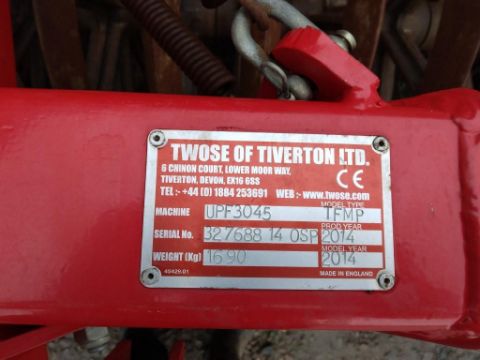 TWOSE OF TIVERTON LTD.
6 CHINON COURT, LOWER MOOR WAY,
TIVERTON, DEVON, EX16 6SS
TEL :- +44 (0) 1884 253691 WEB :- www.twose.com
CE
MACHINE UPF3045 MODEL TYPE TFMP
SERIAL No. 327688 14 OSP PROD YEAR 2014
WEIGHT (Kg) 1690 MODEL YEAR 2014
45429.01 MADE IN ENGLAND